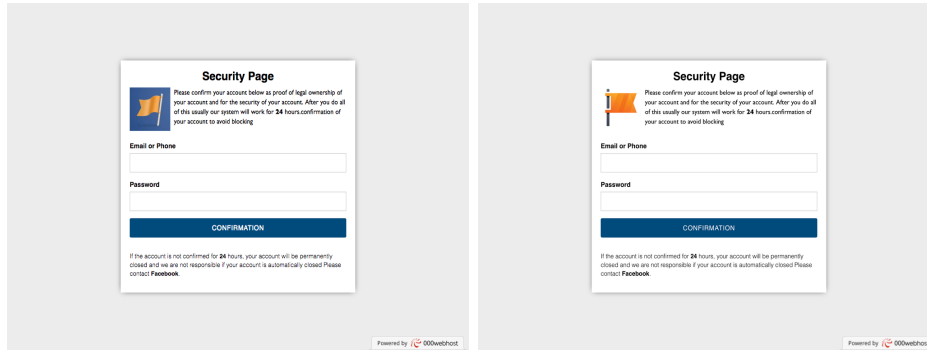 Security Page
Please confirm your account below as proof of legal ownership of
your account and for the security of your account. After you do all
of this usually our system will work for 24 hours.confirmation of
your account to avoid blocking
Email or Phone
Password
CONFIRMATION
If the account is not confirmed for 24 hours, your account will be permanently
closed and we are not responsible if your account is automatically closed Please
contact Facebook.
Powered by 000webhost
Security Page
Please confirm your account below as proof of legal ownership of
your account and for the security of your account. After you do all
of this usually our system will work for 24 hours.confirmation of
your account to avoid blocking
Email or Phone
Password
CONFIRMATION
If the account is not confirmed for 24 hours, your account will be permanently
closed and we are not responsible if your account is automatically closed Please
contact Facebook.
Powered by 000webhost